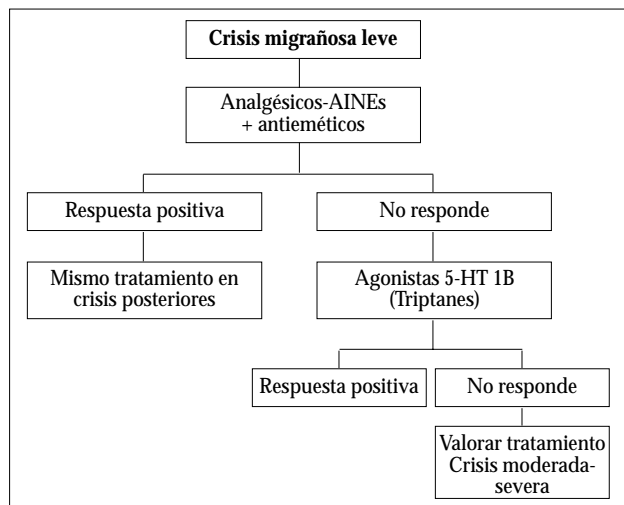 Crisis migrañosa leve
Analgésicos-AINEs
+ antieméticos
Respuesta positiva
No responde
Mismo tratamiento en
crisis posteriores
Agonistas 5-HT 1B
(Triptanes)
Respuesta positiva
No responde
Valorar tratamiento
Crisis moderada-
severa